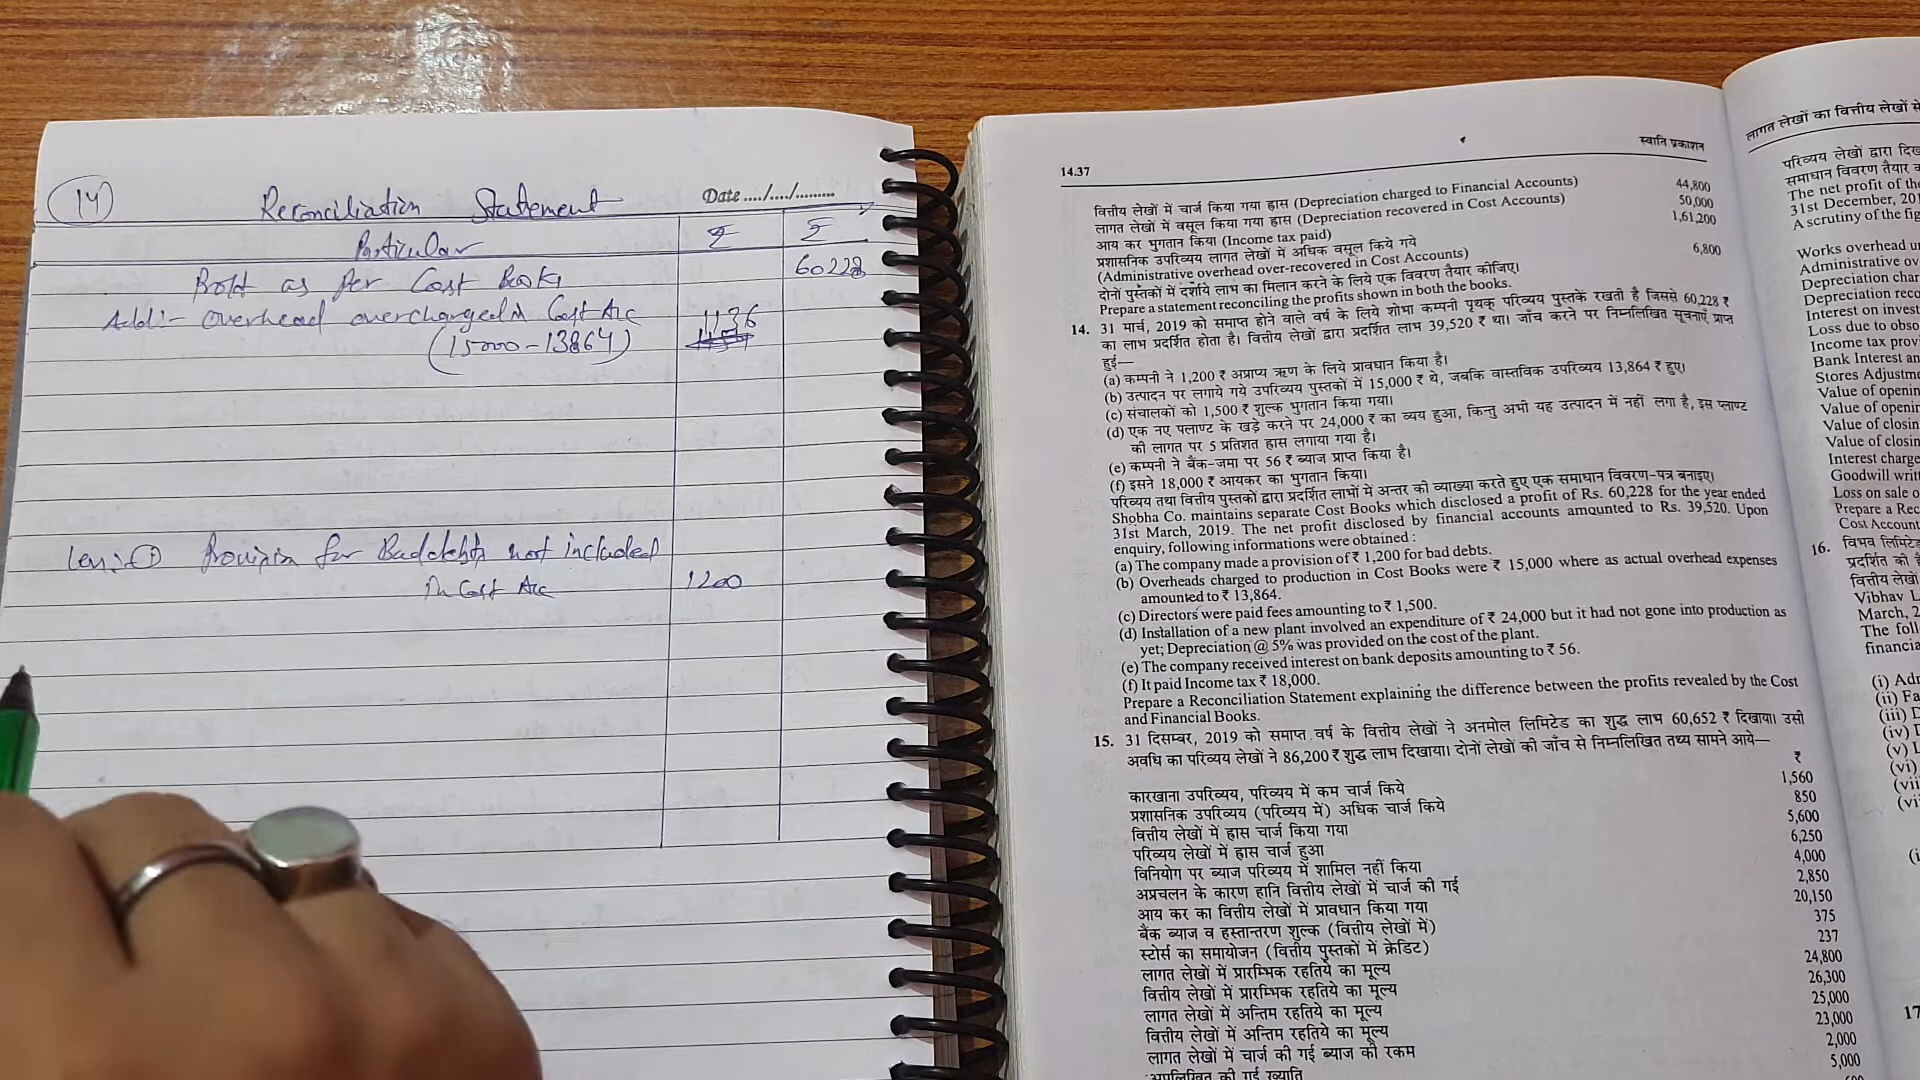 14
Reconciliation Statement
Date ..../..../.........
Particular
₹ ₹
Profit as Per Cost Books 60228
Add:- overhead overcharged in Cost A/c
(15000-13864) 1136
Less:- ① Provision for Bad debts not included
In Cost A/c 1200
14.37
स्वाति प्रकाशन
वित्तीय लेखों में चार्ज किया गया ह्रास (Depreciation charged to Financial Accounts) 44,800
लागत लेखों में वसूल किया गया ह्रास (Depreciation recovered in Cost Accounts) 50,000
आय कर भुगतान किया (Income tax paid) 1,61,200
प्रशासनिक उपरिव्यय लागत लेखों में अधिक वसूल किये गये
(Administrative overhead over-recovered in Cost Accounts) 6,800
दोनों पुस्तकों में दर्शाये लाभ का मिलान करने के लिये एक विवरण तैयार कीजिए।
Prepare a statement reconciling the profits shown in both the books.
14. 31 मार्च, 2019 को समाप्त होने वाले वर्ष के लिये शोभा कम्पनी पृथक् परिव्यय पुस्तकें रखती है जिससे 60,228 ₹
का लाभ प्रदर्शित होता है। वित्तीय लेखों द्वारा प्रदर्शित लाभ 39,520 ₹ था। जाँच करने पर निम्नलिखित सूचनाएँ प्राप्त
हुई—
(a) कम्पनी ने 1,200 ₹ अप्राप्य ऋण के लिये प्रावधान किया है।
(b) उत्पादन पर लगाये गये उपरिव्यय पुस्तकों में 15,000 ₹ थे, जबकि वास्तविक उपरिव्यय 13,864 ₹ हुए।
(c) संचालकों को 1,500 ₹ शुल्क भुगतान किया गया।
(d) एक नए पलाण्ट के खड़े करने पर 24,000 ₹ का व्यय हुआ, किन्तु अभी यह उत्पादन में नहीं लगा है, इस प्लाण्ट
की लागत पर 5 प्रतिशत ह्रास लगाया गया है।
(e) कम्पनी ने बैंक-जमा पर 56 ₹ ब्याज प्राप्त किया है।
(f) इसने 18,000 ₹ आयकर का भुगतान किया।
परिव्यय तथा वित्तीय पुस्तकों द्वारा प्रदर्शित लाभों में अन्तर की व्याख्या करते हुए एक समाधान विवरण-पत्र बनाइए।
Shobha Co. maintains separate Cost Books which disclosed a profit of Rs. 60,228 for the year ended
31st March, 2019. The net profit disclosed by financial accounts amounted to Rs. 39,520. Upon
enquiry, following informations were obtained :
(a) The company made a provision of ₹ 1,200 for bad debts.
(b) Overheads charged to production in Cost Books were ₹ 15,000 where as actual overhead expenses
amounted to ₹ 13,864.
(c) Directors were paid fees amounting to ₹ 1,500.
(d) Installation of a new plant involved an expenditure of ₹ 24,000 but it had not gone into production as
yet; Depreciation @ 5% was provided on the cost of the plant.
(e) The company received interest on bank deposits amounting to ₹ 56.
(f) It paid Income tax ₹ 18,000.
Prepare a Reconciliation Statement explaining the difference between the profits revealed by the Cost
and Financial Books.
15. 31 दिसम्बर, 2019 को समाप्त वर्ष के वित्तीय लेखों ने अनमोल लिमिटेड का शुद्ध लाभ 60,652 ₹ दिखाया। उसी
अवधि का परिव्यय लेखों ने 86,200 ₹ शुद्ध लाभ दिखाया। दोनों लेखों की जाँच से निम्नलिखित तथ्य सामने आये—
₹
कारखाना उपरिव्यय, परिव्यय में कम चार्ज किये 1,560
प्रशासनिक उपरिव्यय (परिव्यय में) अधिक चार्ज किये 850
वित्तीय लेखों में ह्रास चार्ज किया गया 5,600
परिव्यय लेखों में ह्रास चार्ज हुआ 6,250
विनियोग पर ब्याज परिव्यय में शामिल नहीं किया 4,000
अप्रचलन के कारण हानि वित्तीय लेखों में चार्ज की गई 2,850
आय कर का वित्तीय लेखों में प्रावधान किया गया 20,150
बैंक ब्याज व हस्तान्तरण शुल्क (वित्तीय लेखों में) 375
स्टोर्स का समायोजन (वित्तीय पुस्तकों में क्रेडिट) 237
लागत लेखों में प्रारम्भिक रहतिये का मूल्य 24,800
वित्तीय लेखों में प्रारम्भिक रहतिये का मूल्य 26,300
लागत लेखों में अन्तिम रहतिये का मूल्य 25,000
वित्तीय लेखों में अन्तिम रहतिये का मूल्य 23,000
लागत लेखों में चार्ज की गई ब्याज की रकम 2,000
अपलिखित की गई ख्याति 5,000
लागत लेखों का वित्तीय लेखों से
परिव्यय लेखों द्वारा
समाधान विवरण तैयार
The net profit of
31st December,
A scrutiny of the
Works overhead
Administrative
Depreciation
Depreciation
Interest on
Loss due to
Income tax
Bank Interest
Stores
Value of
Value of
Value of
Value of
Interest
Goodwill
Loss on sale
Prepare a
Cost
16. विभव
प्रदर्शित की
वित्तीय
Vibhav
March,
The
(i)
(ii)
(iii)
(iv)
(v)
(vi)
17